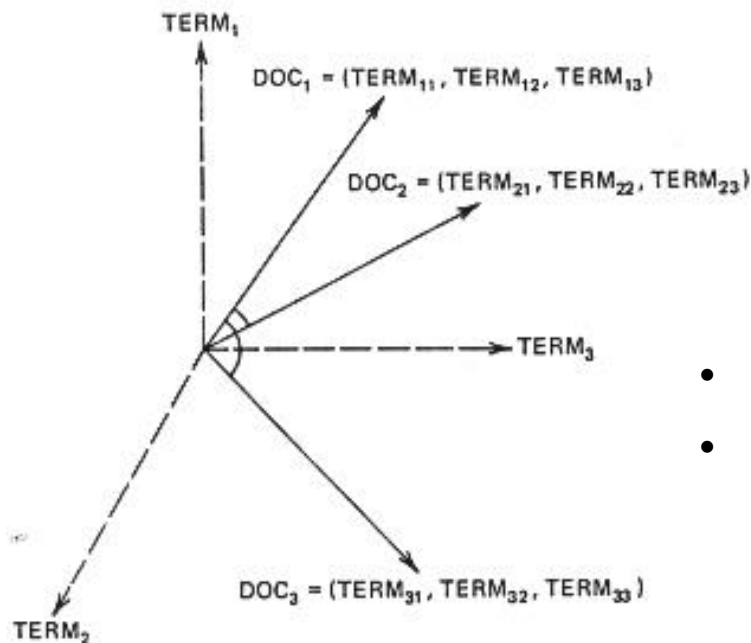 TERM₁
DOC₁ = (TERM₁₁, TERM₁₂, TERM₁₃)
DOC₂ = (TERM₂₁, TERM₂₂, TERM₂₃)
TERM₃
DOC₃ = (TERM₃₁, TERM₃₂, TERM₃₃)
TERM₂